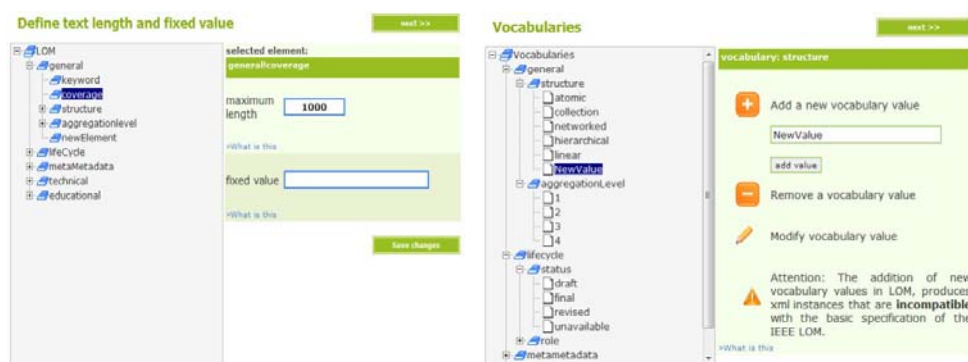 Define text length and fixed value
next >>
LOM
general
keyword
coverage
structure
aggregationlevel
newElement
lifeCycle
metaMetadata
technical
educational
selected element:
general/coverage
maximum
length
1000
»What is this
fixed value
»What is this
Save changes
Vocabularies
next >>
Vocabularies
general
structure
atomic
collection
networked
hierarchical
linear
NewValue
aggregationLevel
1
2
3
4
lifecycle
status
draft
final
revised
unavailable
role
metametadata
vocabulary: structure
Add a new vocabulary value
NewValue
add value
Remove a vocabulary value
Modify vocabulary value
Attention: The addition of new
vocabulary values in LOM, produces
xml instances that are incompatible
with the basic specification of the
IEEE LOM.
»What is this